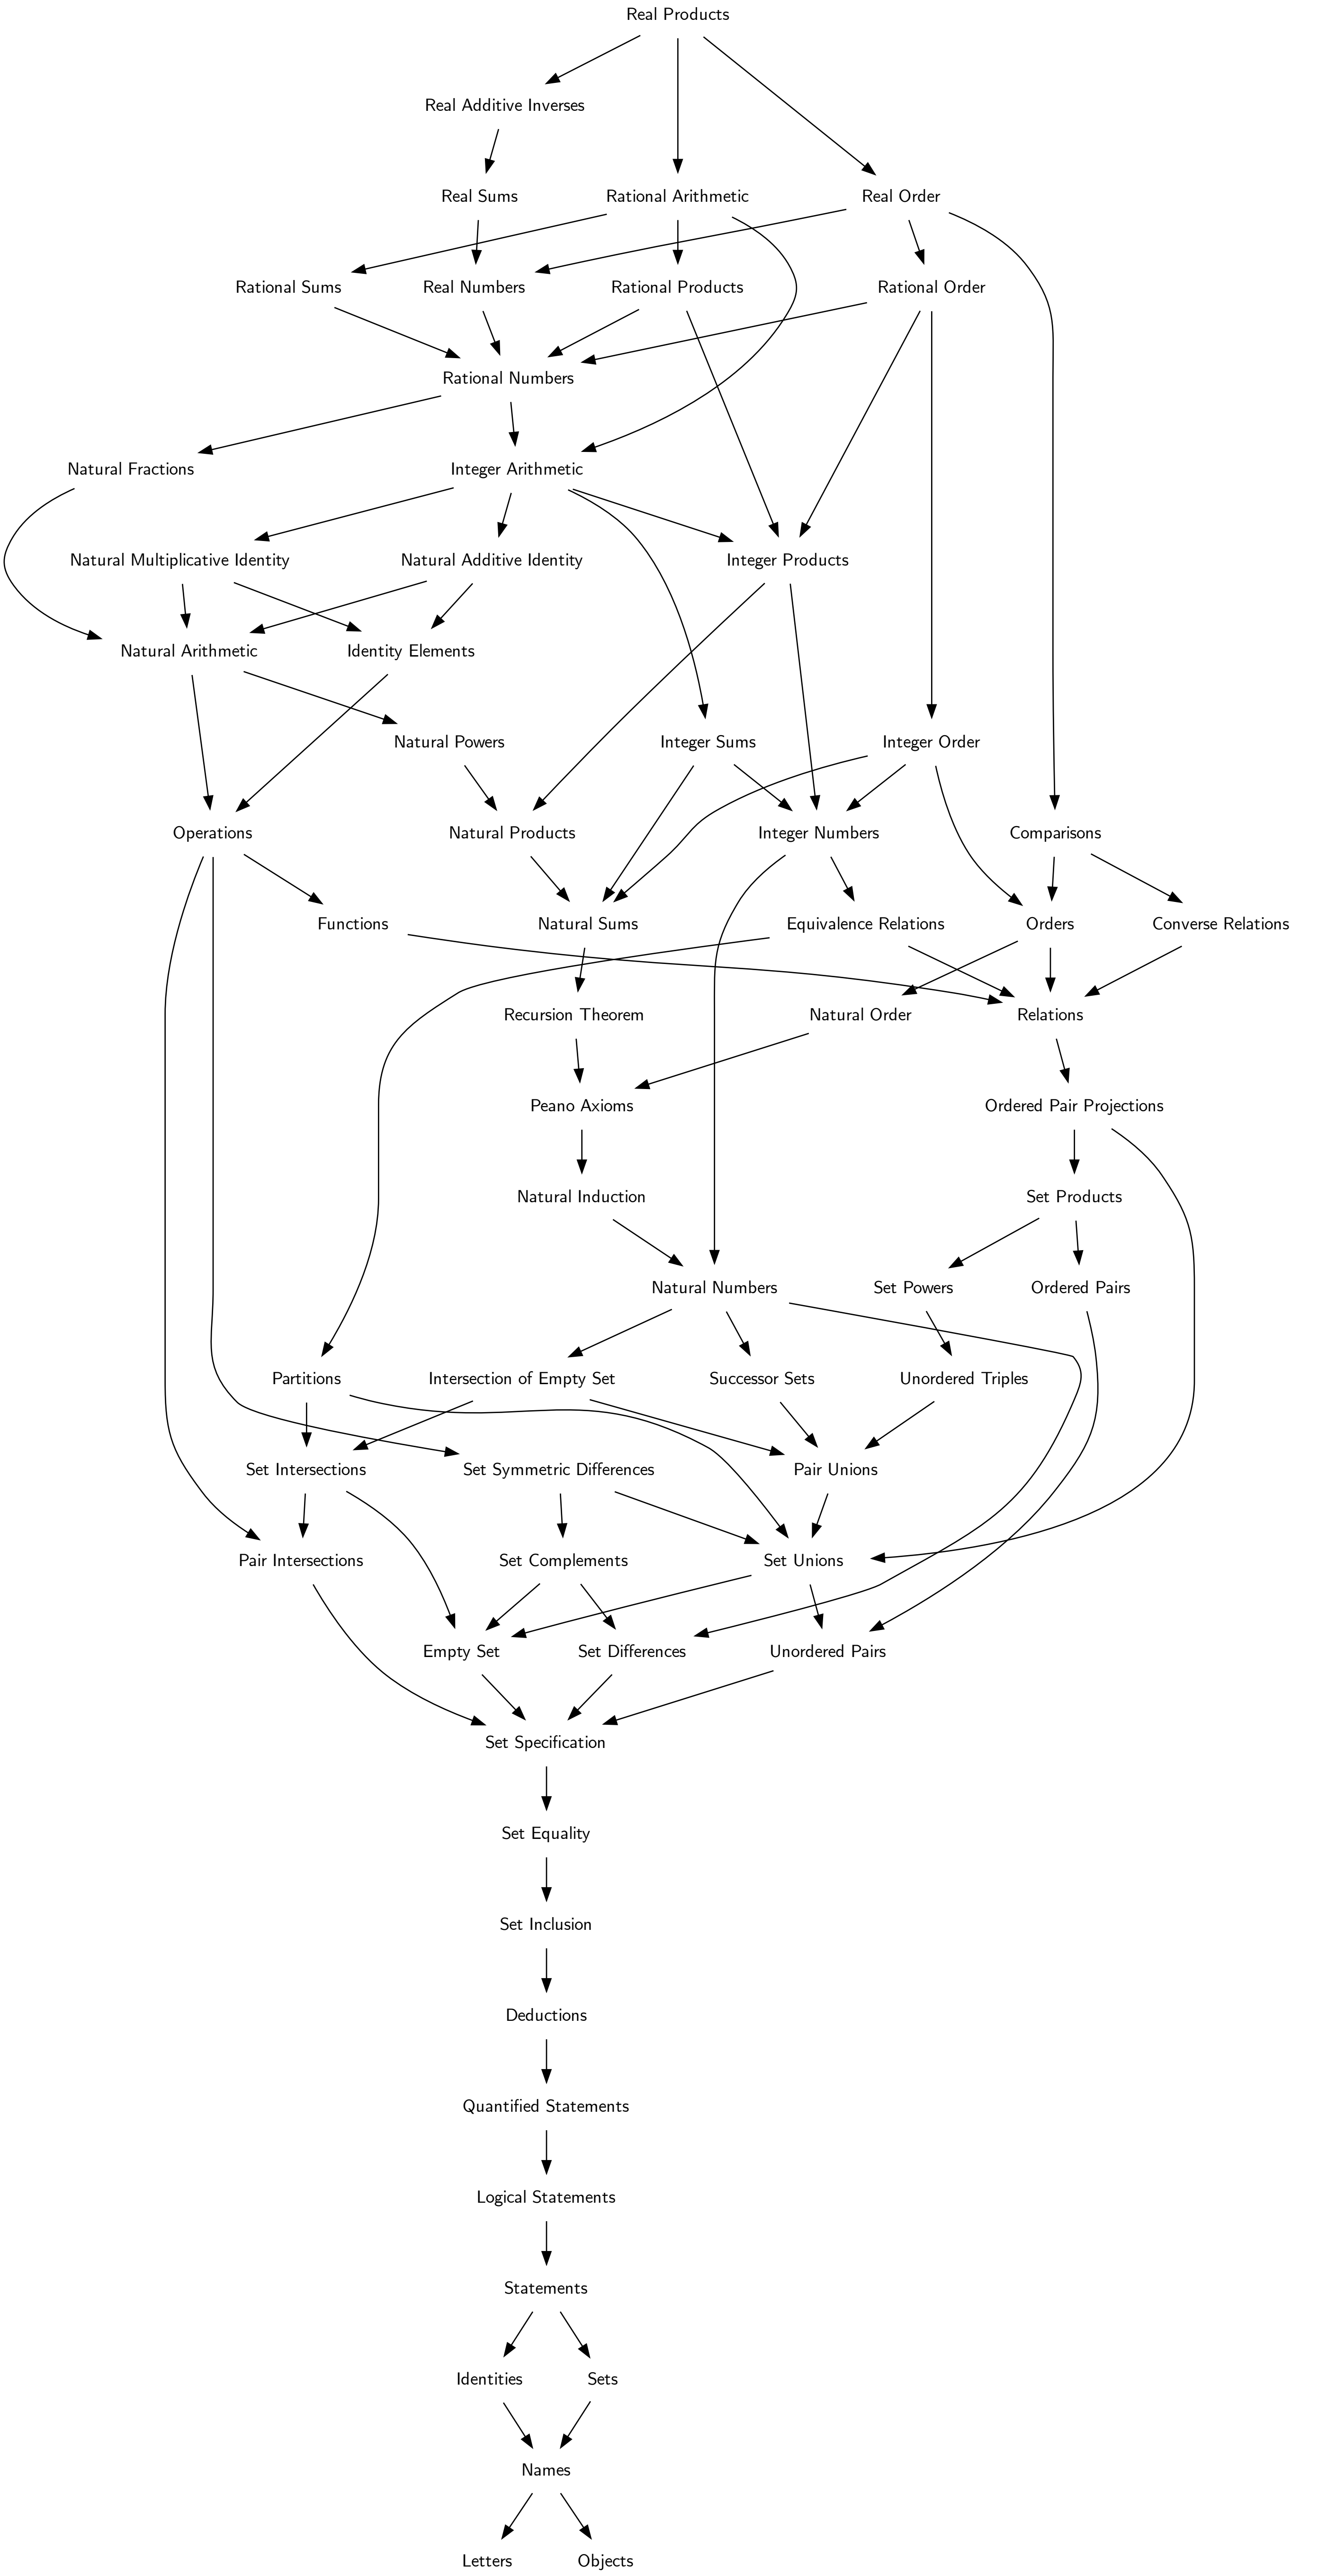 Real Products
Real Additive Inverses
Real Sums
Rational Arithmetic
Real Order
Rational Sums
Real Numbers
Rational Products
Rational Order
Rational Numbers
Natural Fractions
Integer Arithmetic
Natural Multiplicative Identity
Natural Additive Identity
Integer Products
Natural Arithmetic
Identity Elements
Natural Powers
Integer Sums
Integer Order
Operations
Natural Products
Integer Numbers
Comparisons
Functions
Natural Sums
Equivalence Relations
Orders
Converse Relations
Recursion Theorem
Natural Order
Relations
Peano Axioms
Ordered Pair Projections
Natural Induction
Set Products
Natural Numbers
Set Powers
Ordered Pairs
Partitions
Intersection of Empty Set
Successor Sets
Unordered Triples
Set Intersections
Set Symmetric Differences
Pair Unions
Pair Intersections
Set Complements
Set Unions
Empty Set
Set Differences
Unordered Pairs
Set Specification
Set Equality
Set Inclusion
Deductions
Quantified Statements
Logical Statements
Statements
Identities
Sets
Names
Letters
Objects